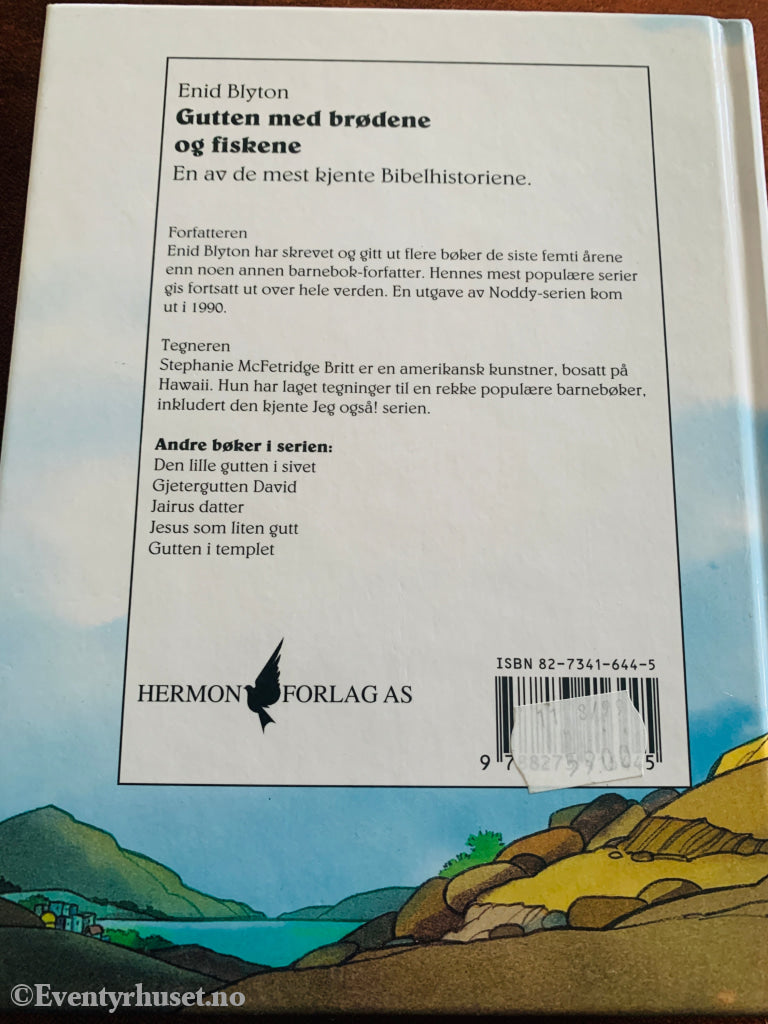 Enid Blyton
Gutten med brødene
og fiskene
En av de mest kjente Bibelhistoriene.
Forfatteren
Enid Blyton har skrevet og gitt ut flere bøker de siste femti årene
enn noen annen barnebok-forfatter. Hennes mest populære serier
gis fortsatt ut over hele verden. En utgave av Noddy-serien kom
ut i 1990.
Tegneren
Stephanie McFetridge Britt er en amerikansk kunstner, bosatt på
Hawaii. Hun har laget tegninger til en rekke populære barnebøker,
inkludert den kjente Jeg også! serien.
Andre bøker i serien:
Den lille gutten i sivet
Gjetergutten David
Jairus datter
Jesus som liten gutt
Gutten i templet
HERMON FORLAG AS
ISBN 82-7341-644-5
©Eventyrhuset.no